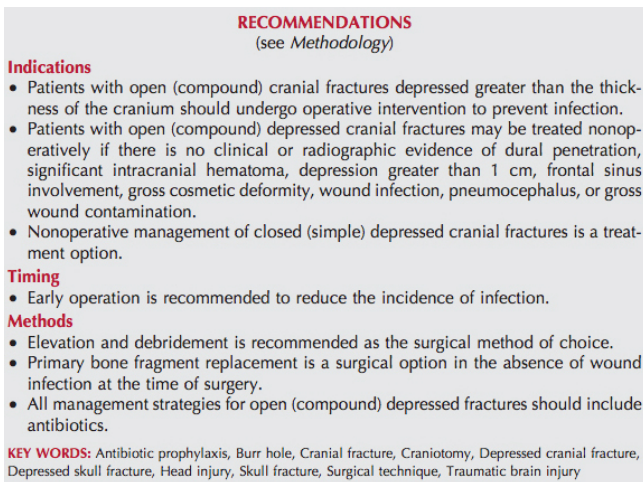 RECOMMENDATIONS
(see Methodology)
Indications
• Patients with open (compound) cranial fractures depressed greater than the thick-
ness of the cranium should undergo operative intervention to prevent infection.
• Patients with open (compound) depressed cranial fractures may be treated nonop-
eratively if there is no clinical or radiographic evidence of dural penetration,
significant intracranial hematoma, depression greater than 1 cm, frontal sinus
involvement, gross cosmetic deformity, wound infection, pneumocephalus, or gross
wound contamination.
• Nonoperative management of closed (simple) depressed cranial fractures is a treat-
ment option.
Timing
• Early operation is recommended to reduce the incidence of infection.
Methods
• Elevation and debridement is recommended as the surgical method of choice.
• Primary bone fragment replacement is a surgical option in the absence of wound
infection at the time of surgery.
• All management strategies for open (compound) depressed fractures should include
antibiotics.
KEY WORDS: Antibiotic prophylaxis, Burr hole, Cranial fracture, Craniotomy, Depressed cranial fracture,
Depressed skull fracture, Head injury, Skull fracture, Surgical technique, Traumatic brain injury